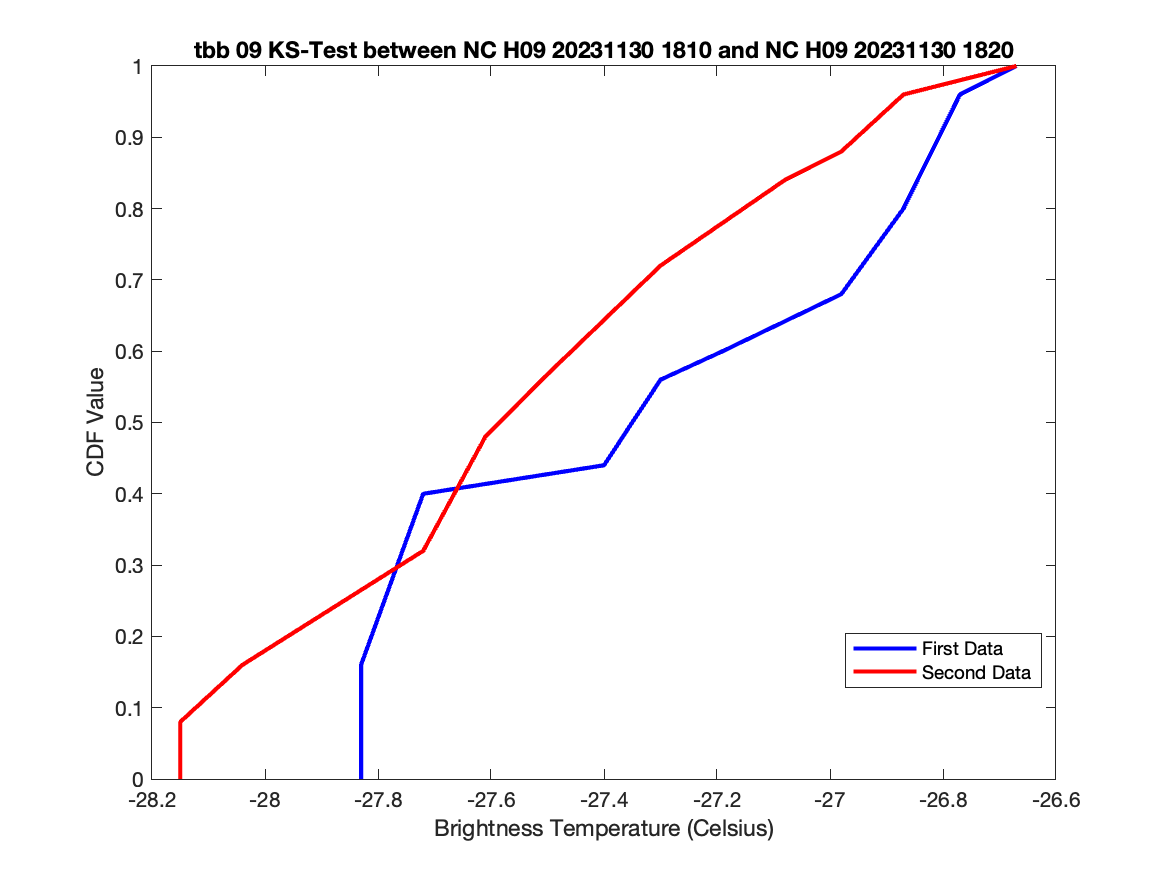 tbb 09 KS-Test between NC H09 20231130 1810 and NC H09 20231130 1820
1
0.9
0.8
0.7
0.6
0.5
0.4
0.3
0.2
0.1
0
CDF Value
First Data
Second Data
-28.2 -28 -27.8 -27.6 -27.4 -27.2 -27 -26.8 -26.6
Brightness Temperature (Celsius)